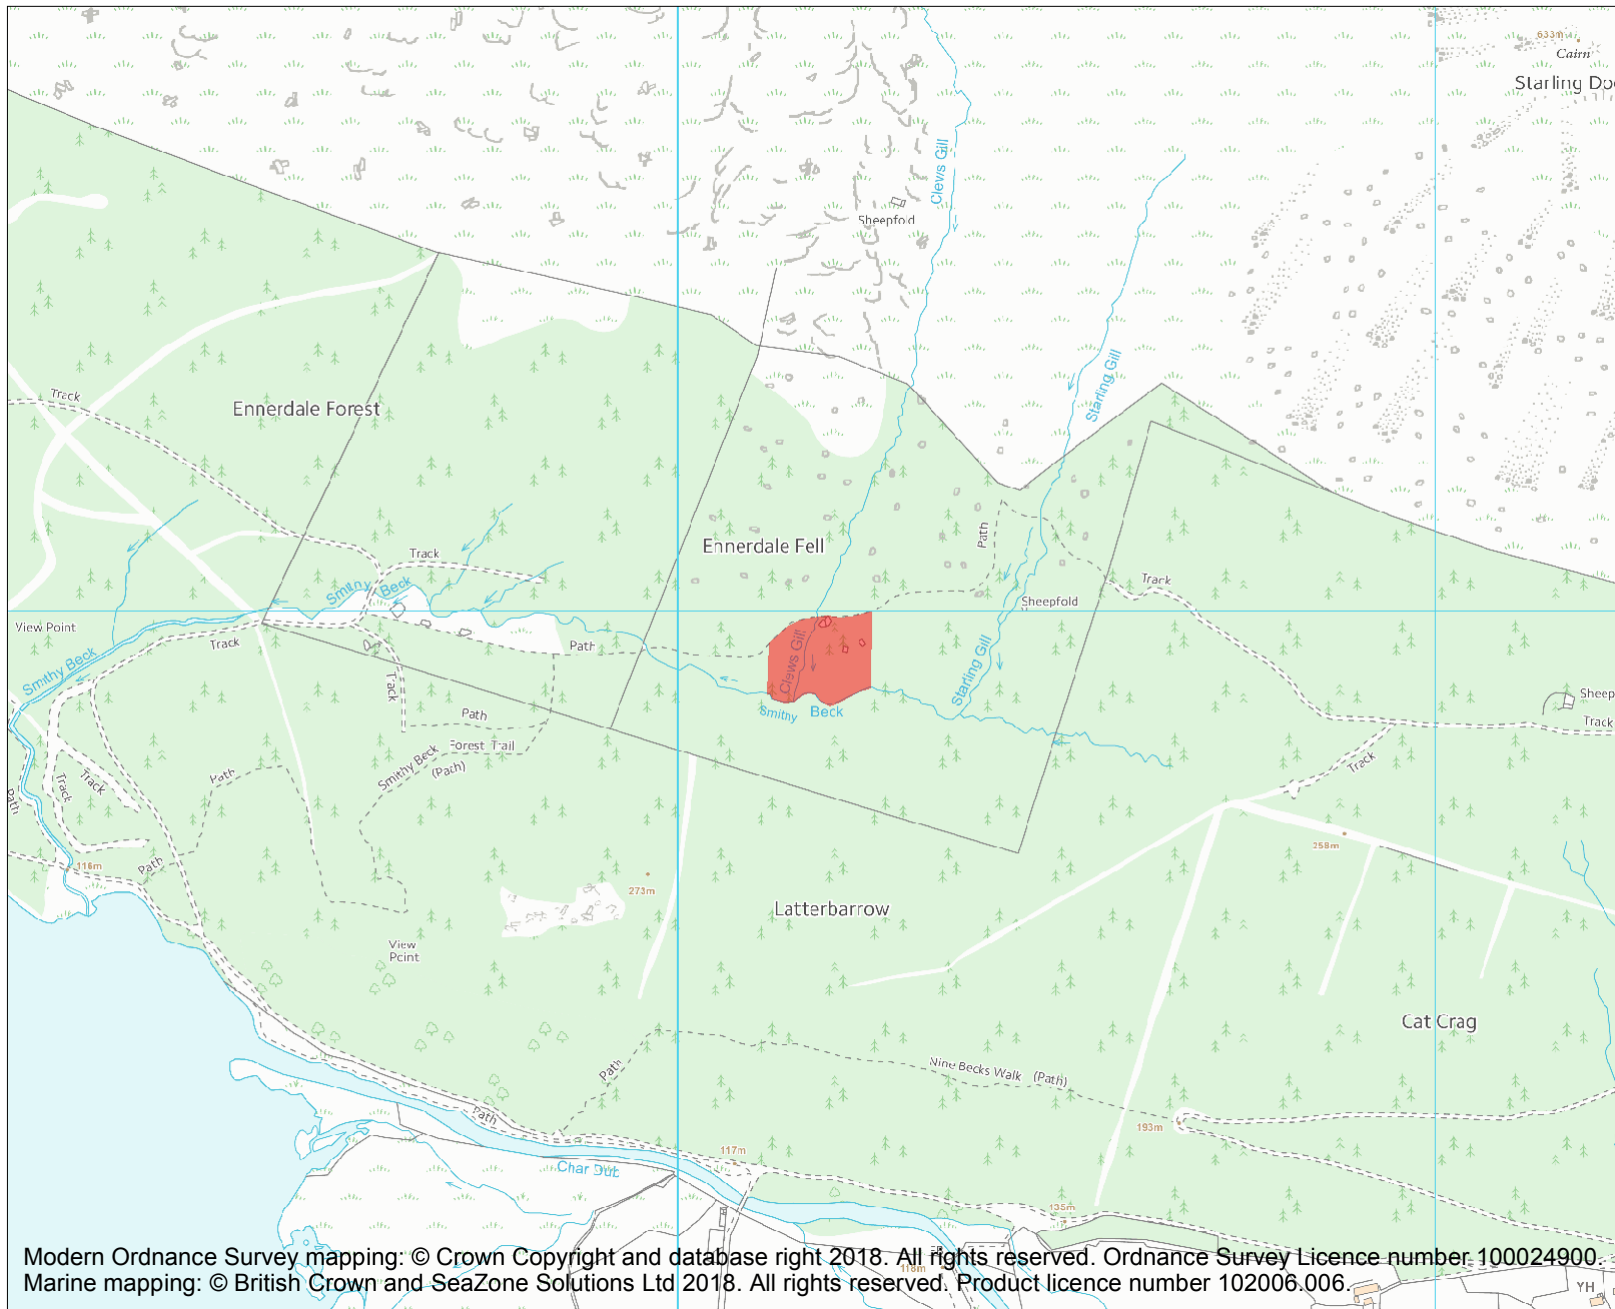 633m
Cairn
Starling Do
Clevis Gill
Sheepfold
Starling Gill
Track
Ennerdale Forest
Ennerdale Fell
Path
Track
Smithy Beck
Track
Sheepfold
View Point
Track
Path
Clews Gill
Starling Gill
Smithy Beck
Track
Smithy Beck
Sheep
Track
Path
Forest Trail
Smithy Beck
(Path)
Path
Track
Track
Path
Track
258m
116m
Path
273m
Latterbarrow
View
Point
Cat Crag
Path
Nine Becks Walk (Path)
Path
193m
117m
Char Dub
135m
Modern Ordnance Survey mapping: © Crown Copyright and database right 2018. All rights reserved. Ordnance Survey Licence number 100024900.
118m
Marine mapping: © British Crown and SeaZone Solutions Ltd 2018. All rights reserved. Product licence number 102006.006.
YH